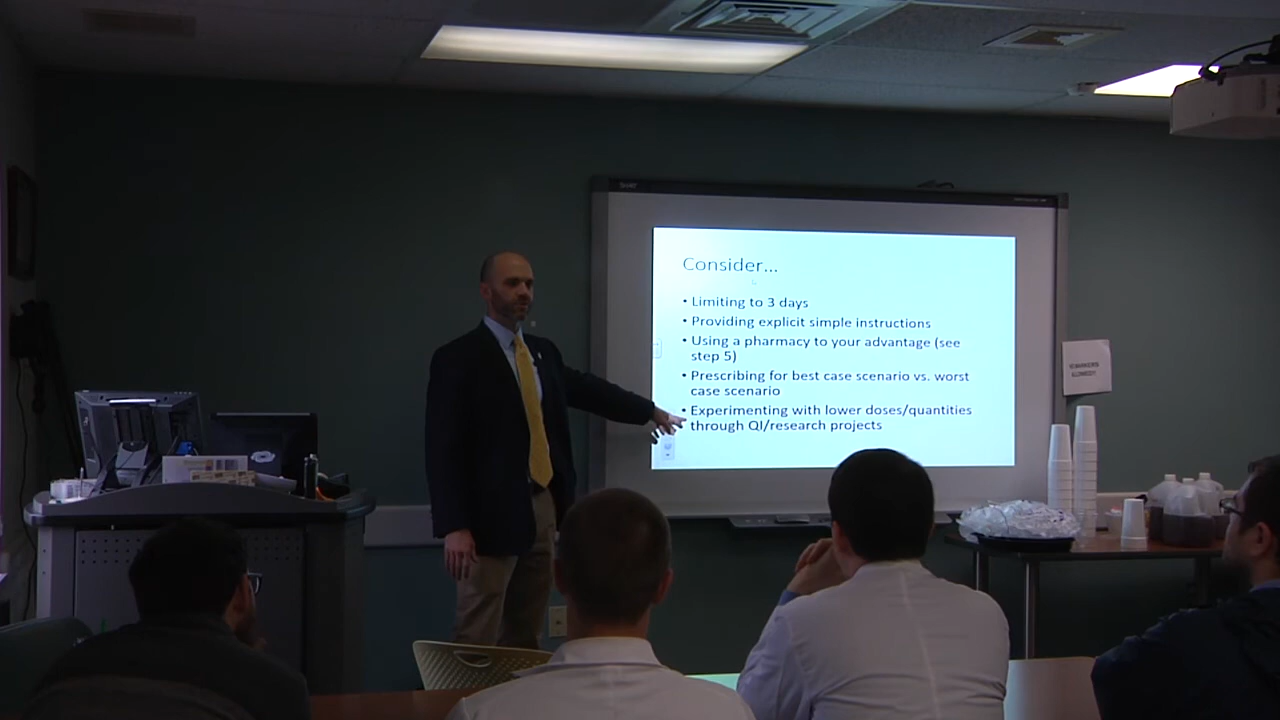 SMART
Consider...
• Limiting to 3 days
• Providing explicit simple instructions
• Using a pharmacy to your advantage (see
step 5)
• Prescribing for best case scenario vs. worst
case scenario
• Experimenting with lower doses/quantities
through QI/research projects